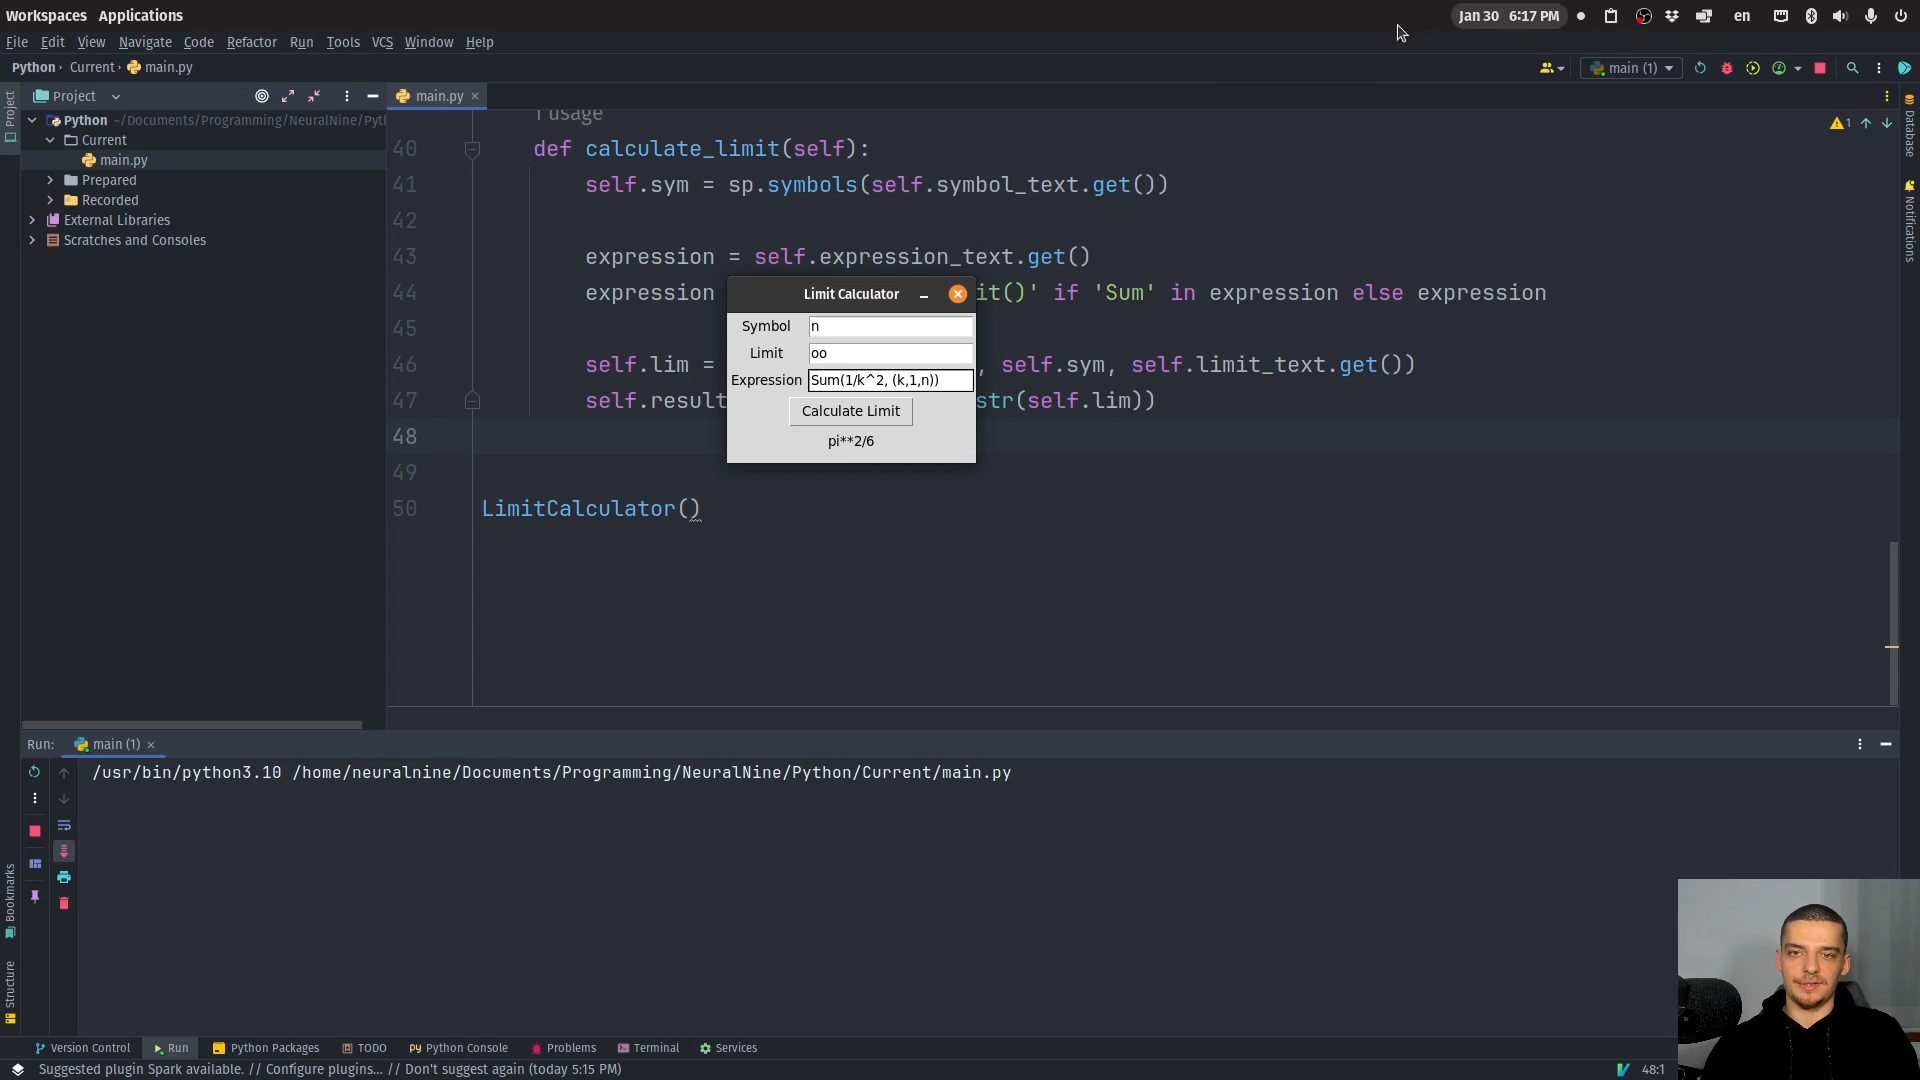 Workspaces Applications
Jan 30 6:17 PM
en
File Edit View Navigate Code Refactor Run Tools VCS Window Help
Python Current main.py
main (1)
Project
main.py
Project
Python ~/Documents/Programming/NeuralNine/Pyt
Current
main.py
Prepared
Recorded
External Libraries
Scratches and Consoles
1 usage
1
40 def calculate_limit(self):
41 self.sym = sp.symbols(self.symbol_text.get())
42
43 expression = self.expression_text.get()
44 expression it()' if 'Sum' in expression else expression
45
46 self.lim = , self.sym, self.limit_text.get())
47 self.result str(self.lim))
48
49
50 LimitCalculator()
Limit Calculator
Symbol n
Limit oo
Expression Sum(1/k^2, (k,1,n))
Calculate Limit
pi**2/6
Database
Notifications
Run: main (1)
/usr/bin/python3.10 /home/neuralnine/Documents/Programming/NeuralNine/Python/Current/main.py
Bookmarks
Structure
Version Control Run Python Packages TODO Python Console Problems Terminal Services
Suggested plugin Spark available. // Configure plugins... // Don't suggest again (today 5:15 PM)
48:1